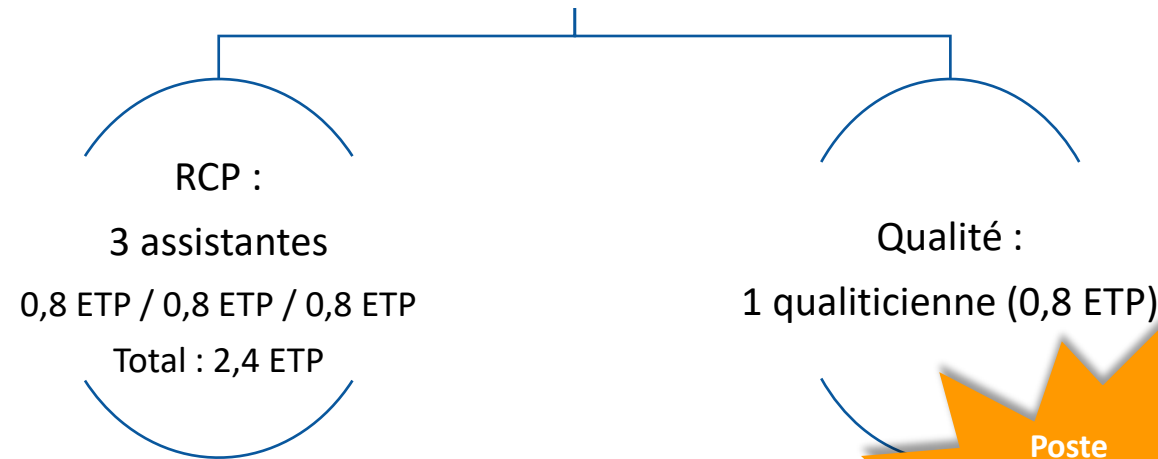 RCP :
3 assistantes
0,8 ETP / 0,8 ETP / 0,8 ETP
Total : 2,4 ETP
Qualité :
1 qualiticienne (0,8 ETP)
Poste